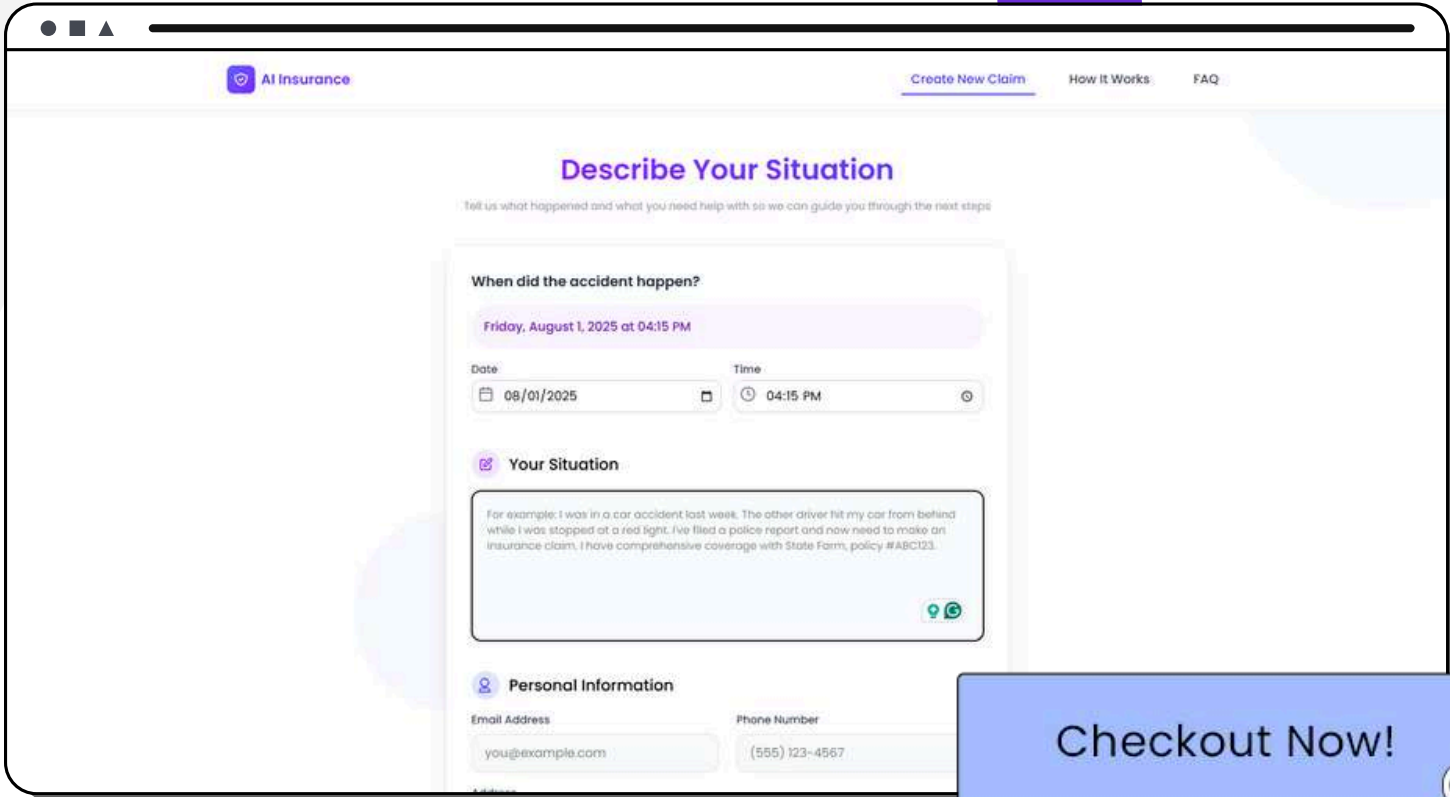 AI Insurance
Create New Claim
How It Works
FAQ
Describe Your Situation
Tell us what happened and what you need help with so we can guide you through the next steps
When did the accident happen?
Friday, August 1, 2025 at 04:15 PM
Date
Time
08/01/2025
04:15 PM
Your Situation
For example: I was in a car accident last week. The other driver hit my car from behind
while I was stopped at a red light. I've filed a police report and now need to make an
insurance claim. I have comprehensive coverage with State Farm, policy #ABC123.
Personal Information
Email Address
Phone Number
you@example.com
(555) 123-4567
Address
Checkout Now!